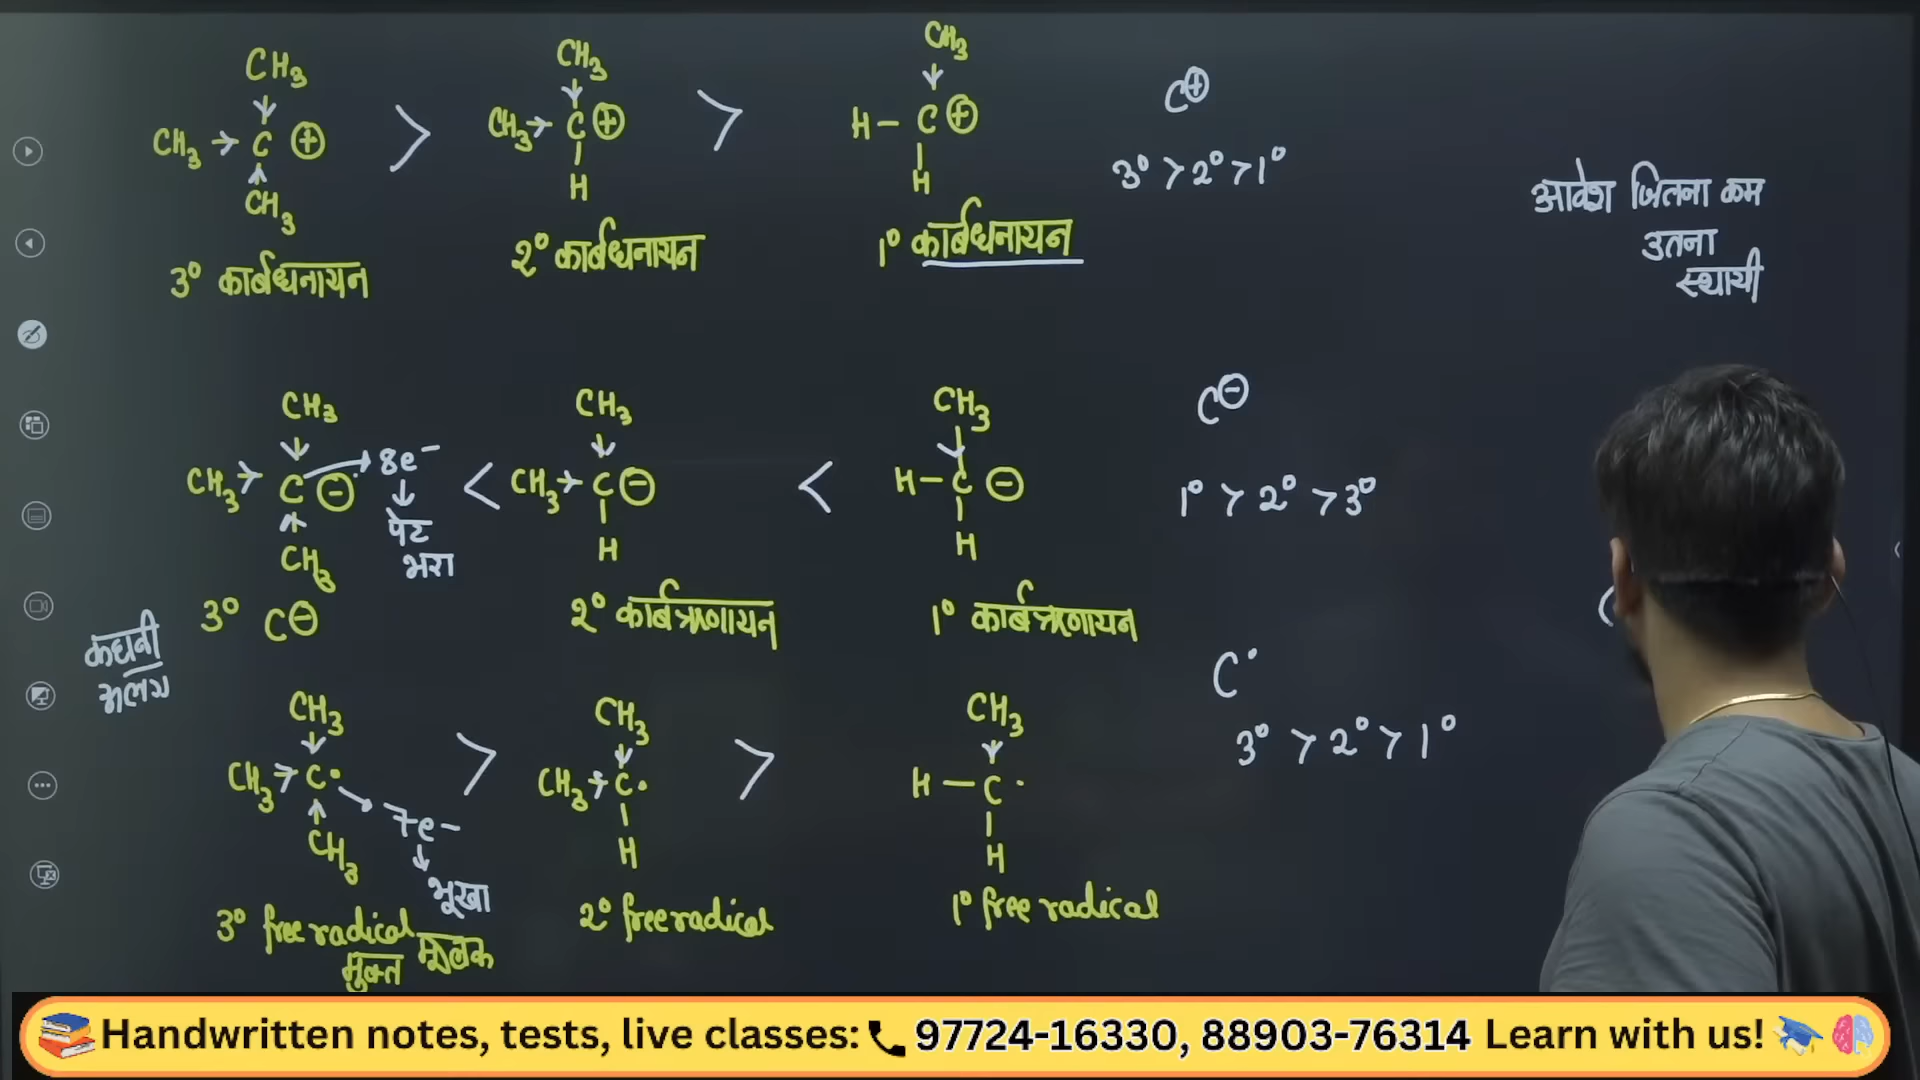 CH₃
CH₃ → C ⊕
CH₃
3° कार्बधनायन
>
CH₃
CH₃ → C ⊕
H
2° कार्बधनायन
>
CH₃
H – C ⊕
H
1° कार्बधनायन
C⊕
3° > 2° > 1°
आवेश जितना कम
उतना
स्थायी
CH₃
CH₃ → C ⊖ → 8e⁻
पेट
भरा
CH₃
3° C⊖
<
CH₃
CH₃ → C ⊖
H
2° कार्बऋणायन
<
CH₃
H – C ⊖
H
1° कार्बऋणायन
C⊖
1° > 2° > 3°
CH₃
CH₃ → C• → 7e–
भूखा
CH₃
3° free radical
मुक्त मूलक
>
CH₃
CH₃ → C•
H
2° free radical
>
CH₃
H – C •
H
1° free radical
C•
3° > 2° > 1°
Handwritten notes, tests, live classes: 97724-16330, 88903-76314 Learn with us!